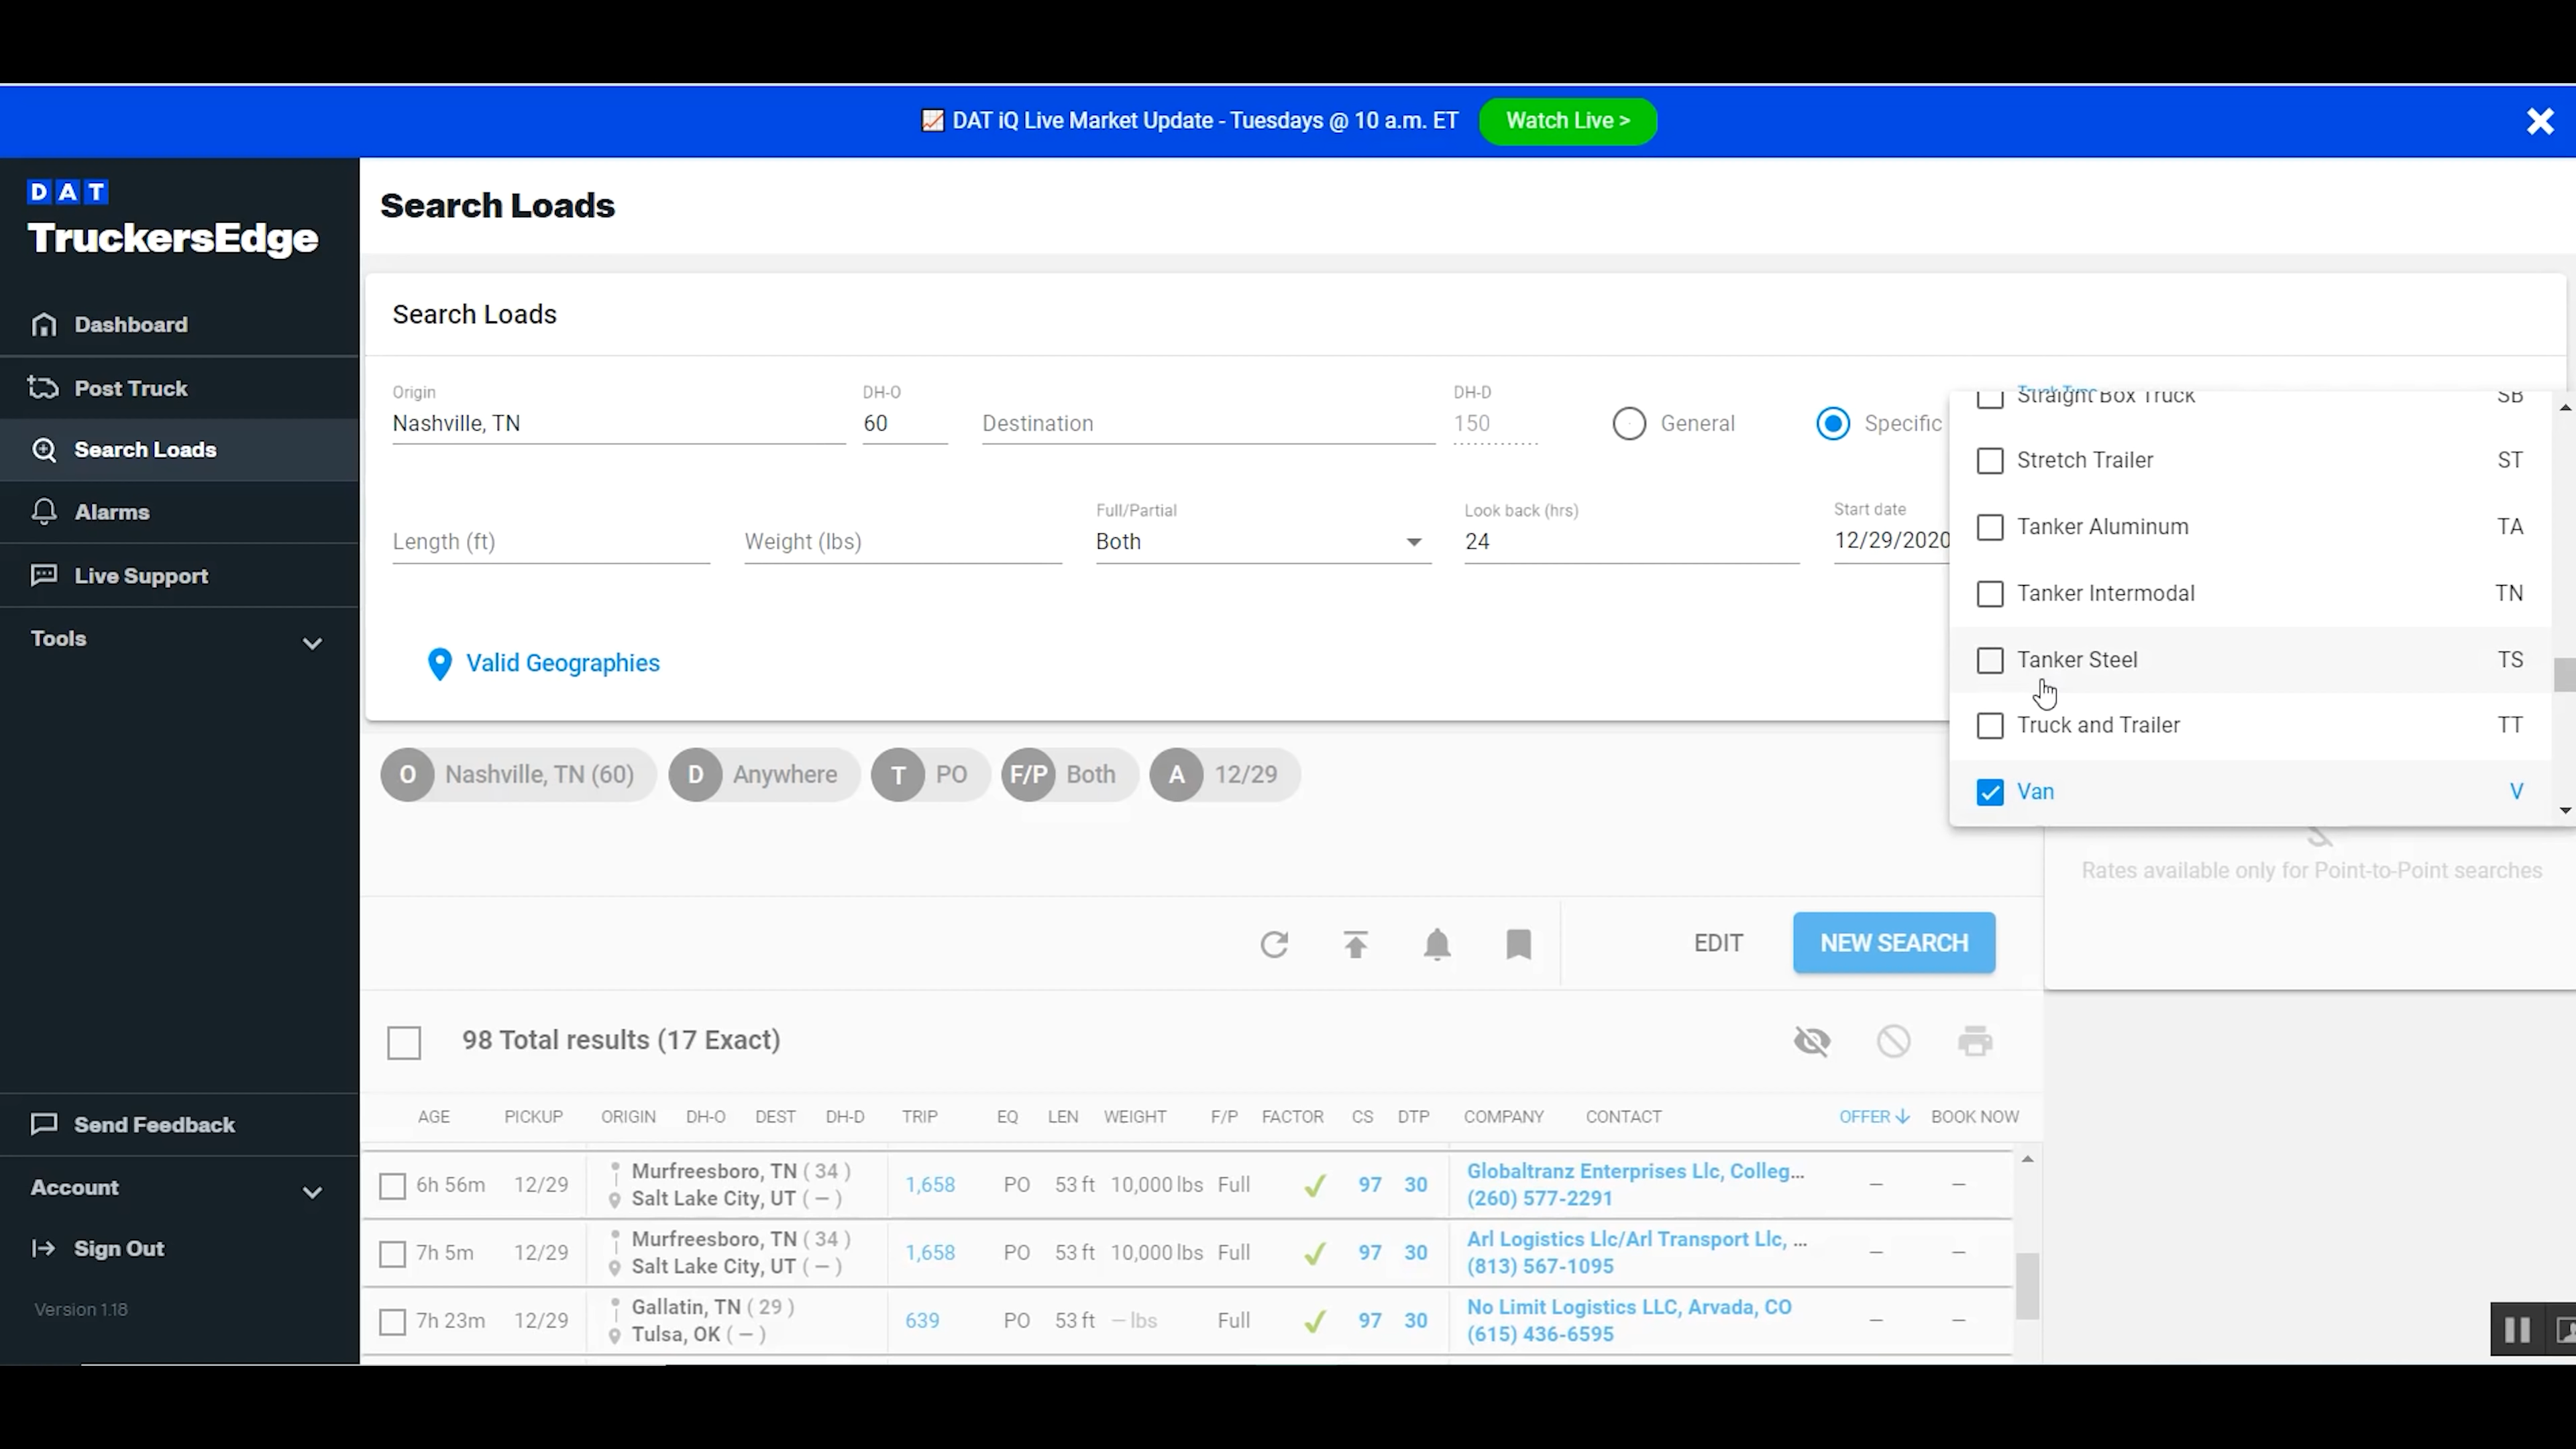 📈 DAT iQ Live Market Update - Tuesdays @ 10 a.m. ET Watch Live >
DAT
TruckersEdge
Dashboard
Post Truck
Search Loads
Alarms
Live Support
Tools
Send Feedback
Account
Sign Out
Version 1.18
Search Loads
Search Loads
Origin DH-O DH-D
Nashville, TN 60 Destination 150 General Specific
Full/Partial Look back (hrs) Start date
Length (ft) Weight (lbs) Both 24 12/29/2020
Valid Geographies
Truck Type
Straight Box Truck SB
Stretch Trailer ST
Tanker Aluminum TA
Tanker Intermodal TN
Tanker Steel TS
Truck and Trailer TT
Van V
O Nashville, TN (60) D Anywhere T PO F/P Both A 12/29
Rates available only for Point-to-Point searches
EDIT NEW SEARCH
98 Total results (17 Exact)
AGE PICKUP ORIGIN DH-O DEST DH-D TRIP EQ LEN WEIGHT F/P FACTOR CS DTP COMPANY CONTACT OFFER BOOK NOW
6h 56m 12/29 Murfreesboro, TN ( 34 ) 1,658 PO 53 ft 10,000 lbs Full 97 30 Globaltranz Enterprises Llc, Colleg... – –
Salt Lake City, UT ( – ) (260) 577-2291
7h 5m 12/29 Murfreesboro, TN ( 34 ) 1,658 PO 53 ft 10,000 lbs Full 97 30 Arl Logistics Llc/Arl Transport Llc, ... – –
Salt Lake City, UT ( – ) (813) 567-1095
7h 23m 12/29 Gallatin, TN ( 29 ) 639 PO 53 ft – lbs Full 97 30 No Limit Logistics LLC, Arvada, CO – –
Tulsa, OK ( – ) (615) 436-6595